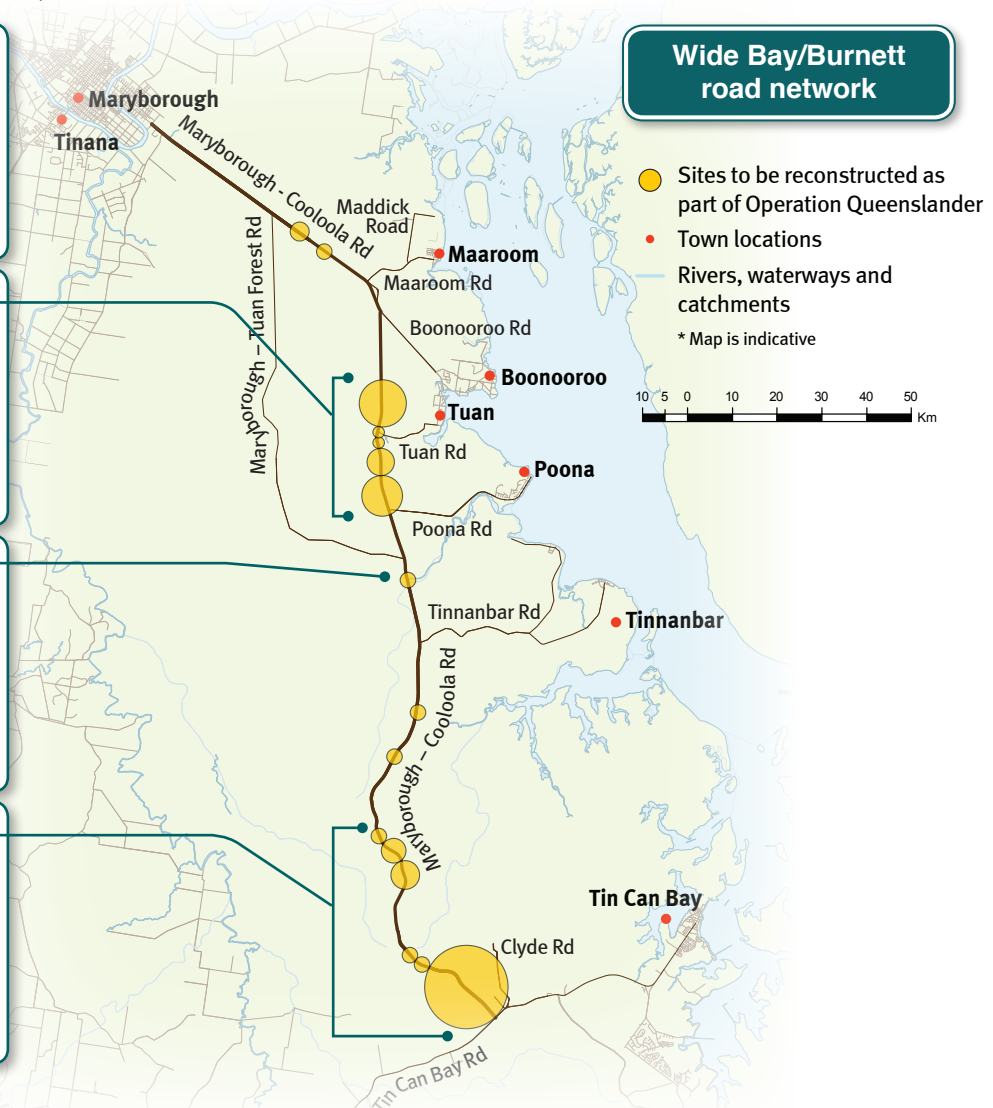 Wide Bay/Burnett
road network
Maryborough
Tinana
Maryborough - Cooloola Rd
Maddick
Road
Maaroom
Maaroom Rd
Maryborough – Tuan Forest Rd
Boonooroo Rd
Boonooroo
Tuan
Tuan Rd
Poona
Poona Rd
Tinnanbar Rd
Tinnanbar
Maryborough – Cooloola Rd
Tin Can Bay
Clyde Rd
Tin Can Bay Rd
Sites to be reconstructed as
part of Operation Queenslander
Town locations
Rivers, waterways and
catchments
* Map is indicative
10 5 0 10 20 30 40 50
Km